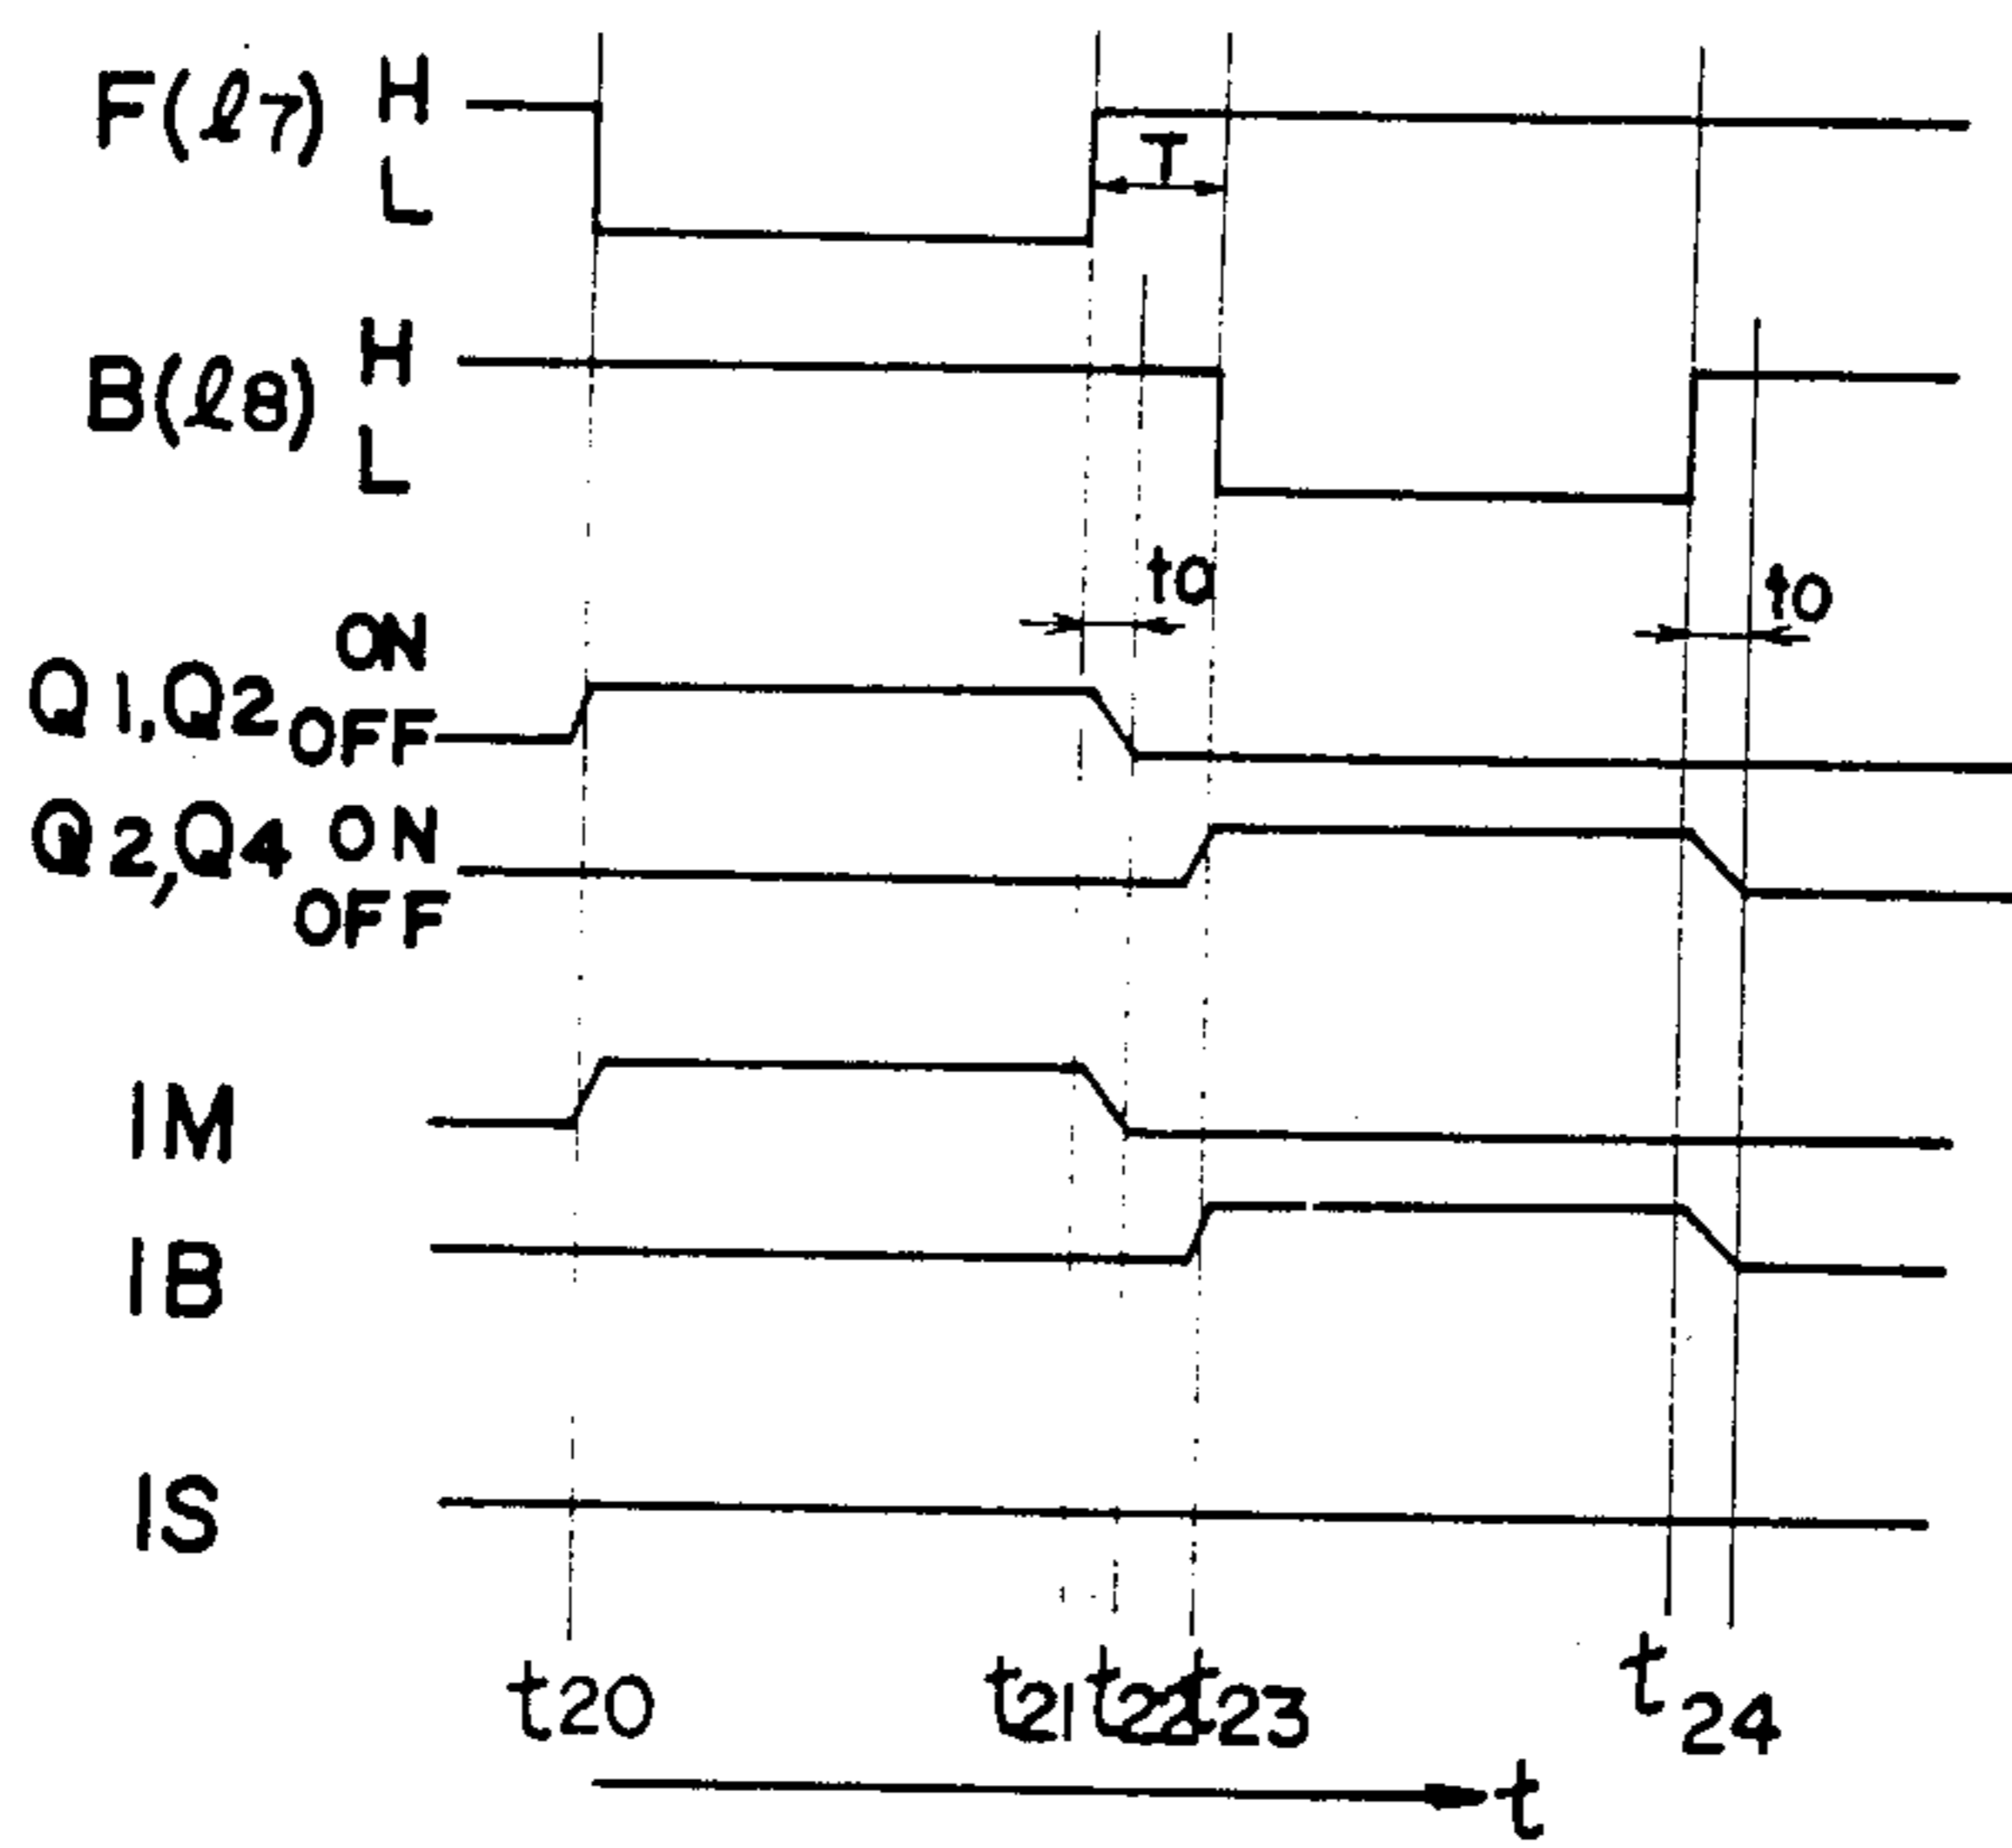 F(ℓ7) H
L
T
B(ℓ8) H
L
ta
to
ON
Q1,Q2 OFF
Q2,Q4 ON
OFF
IM
IB
IS
t20 t21 t22 t23 t24
t